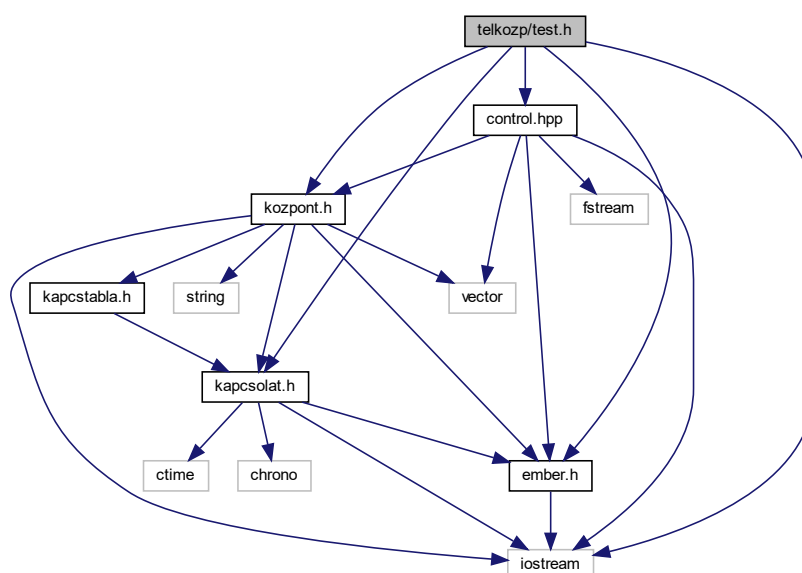 telkozp/test.h
control.hpp
kozpont.h
fstream
kapcstabla.h
string
vector
kapcsolat.h
ctime
chrono
ember.h
iostream